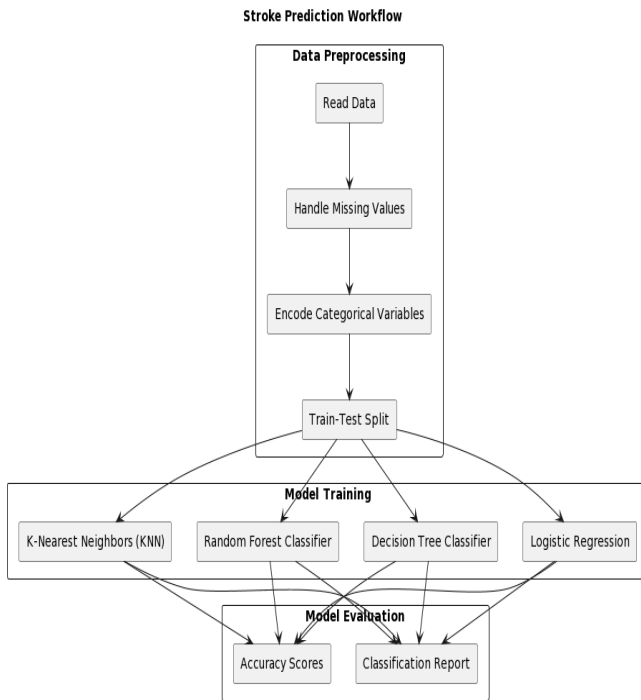 Stroke Prediction Workflow
Data Preprocessing
Read Data
Handle Missing Values
Encode Categorical Variables
Train-Test Split
Model Training
K-Nearest Neighbors (KNN)
Random Forest Classifier
Decision Tree Classifier
Logistic Regression
Model Evaluation
Accuracy Scores
Classification Report